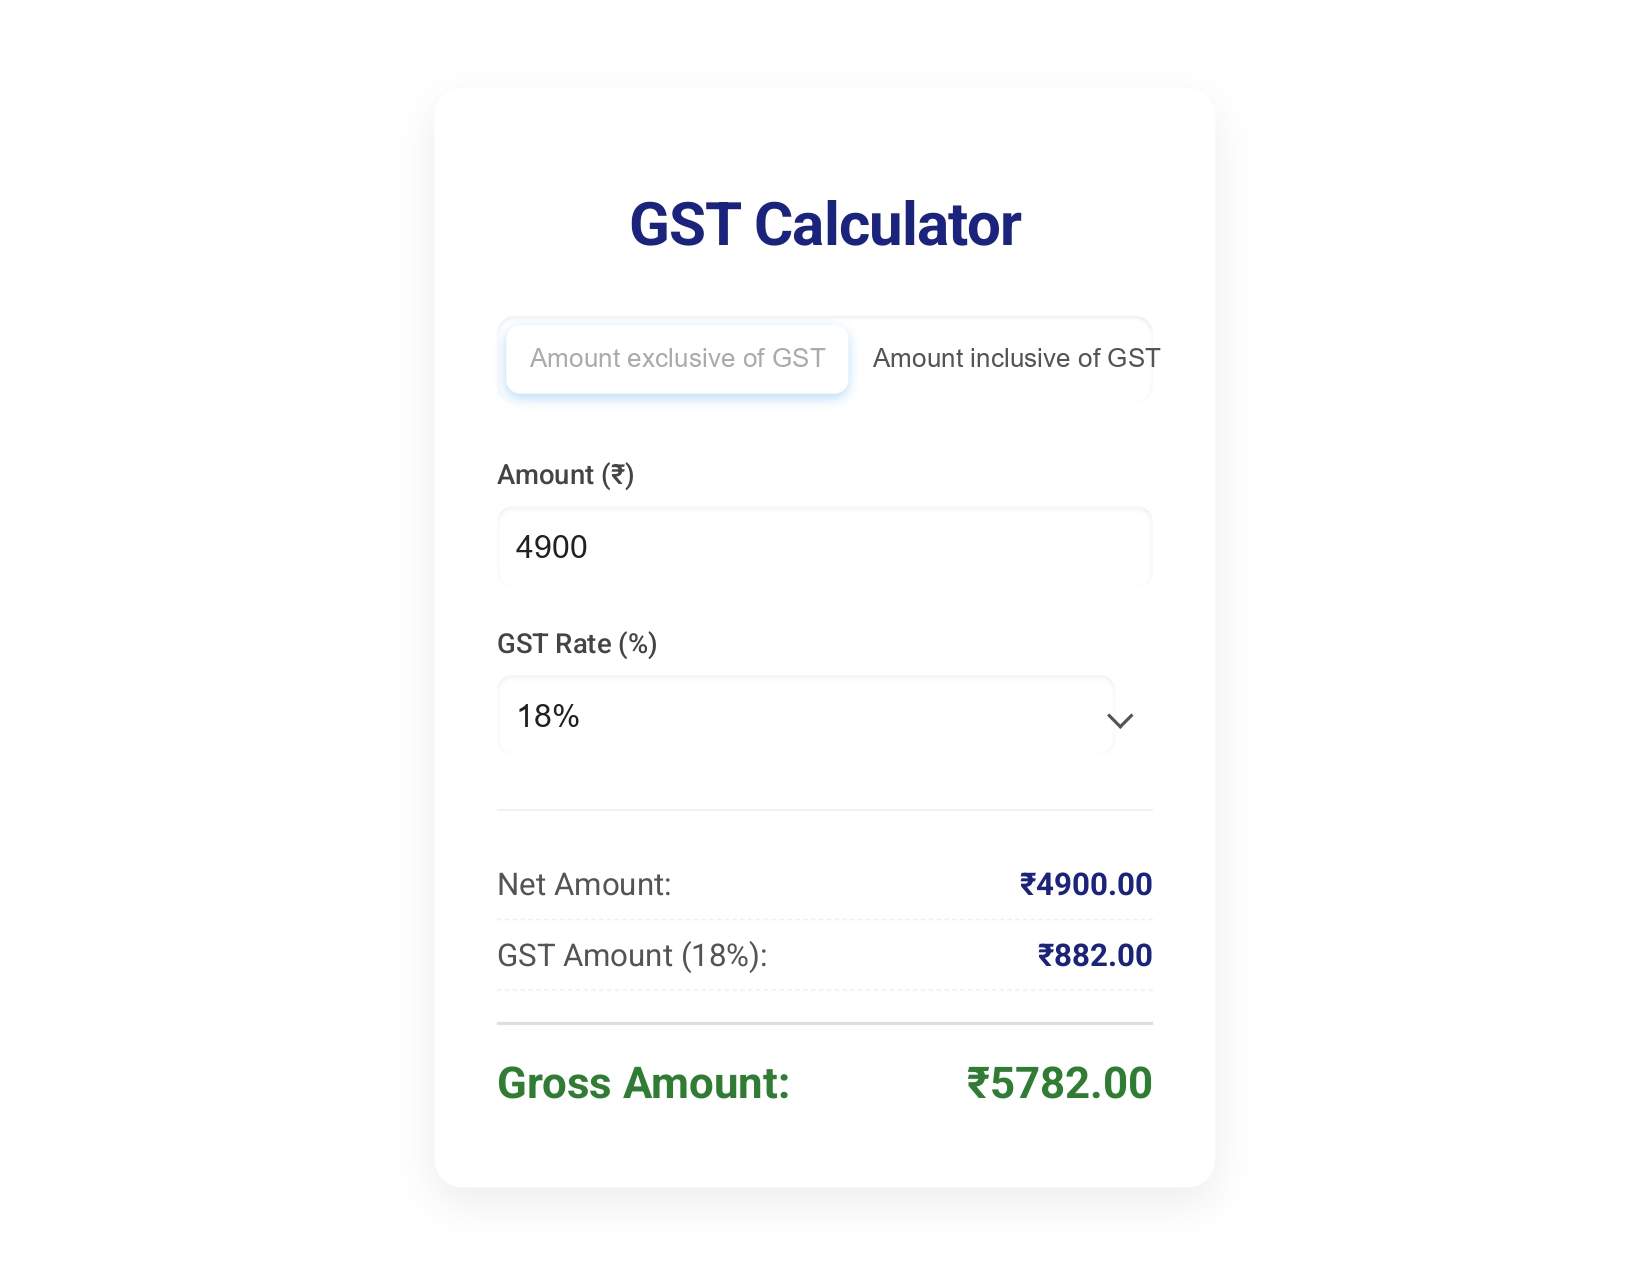 GST Calculator
Amount exclusive of GST Amount inclusive of GST
Amount (₹)
4900
GST Rate (%)
18%
Net Amount: ₹4900.00
GST Amount (18%): ₹882.00
Gross Amount: ₹5782.00